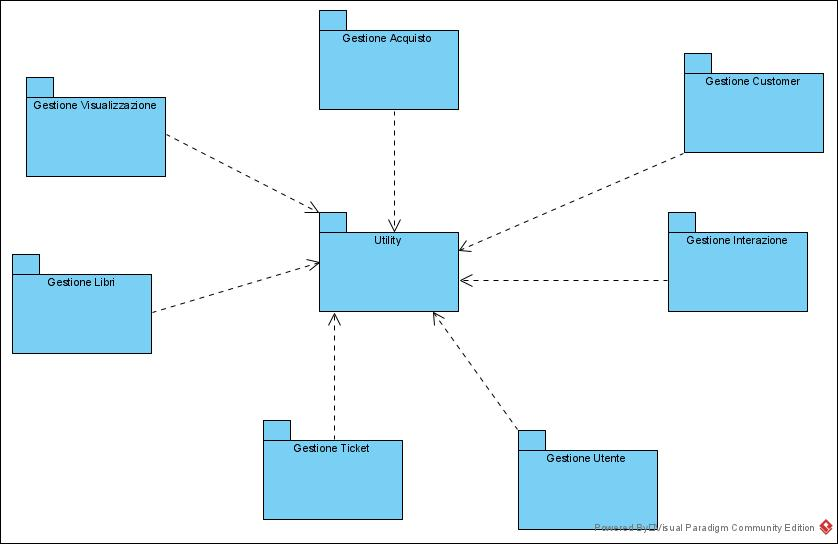 Gestione Acquisto
Gestione Customer
Gestione Visualizzazione
Utility
Gestione Interazione
Gestione Libri
Gestione Ticket
Gestione Utente
Powered By Visual Paradigm Community Edition